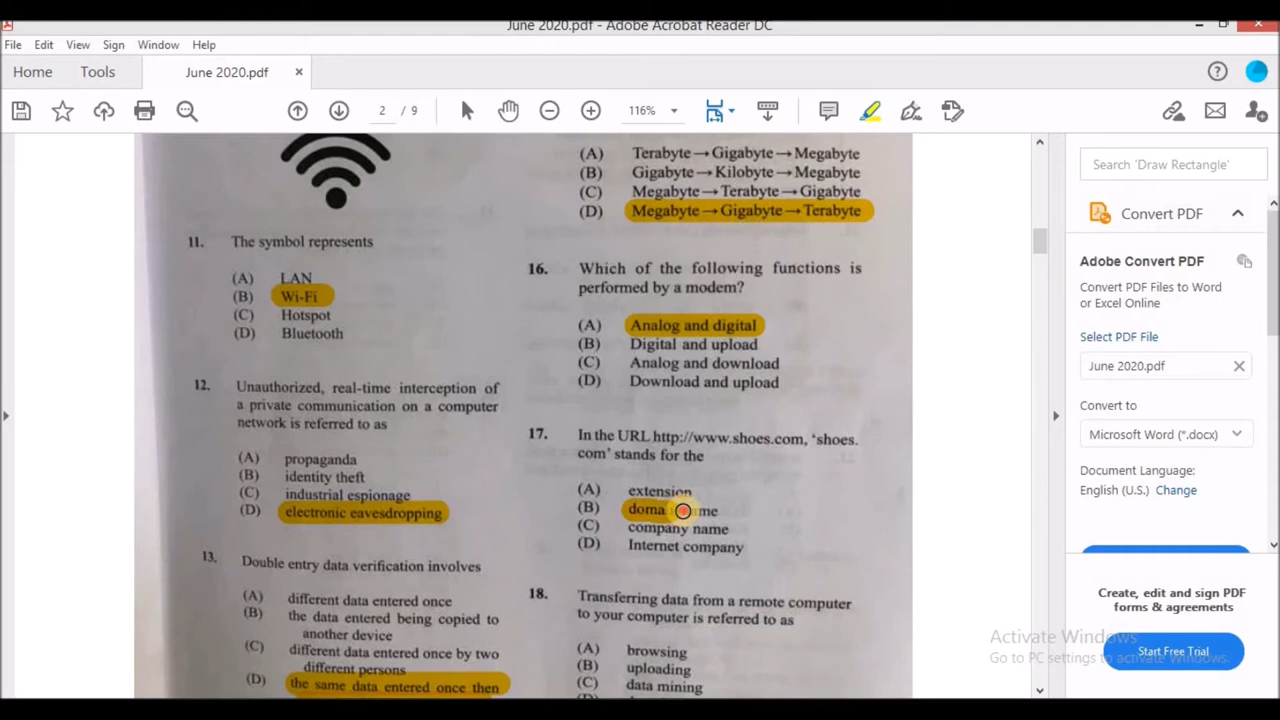 June 2020.pdf - Adobe Acrobat Reader DC
File Edit View Sign Window Help
Home Tools June 2020.pdf ×
2 / 9 116%
11. The symbol represents
(A) LAN
(B) Wi-Fi
(C) Hotspot
(D) Bluetooth
12. Unauthorized, real-time interception of
a private communication on a computer
network is referred to as
(A) propaganda
(B) identity theft
(C) industrial espionage
(D) electronic eavesdropping
13. Double entry data verification involves
(A) different data entered once
(B) the data entered being copied to
another device
(C) different data entered once by two
different persons
(D) the same data entered once then
(A) Terabyte → Gigabyte → Megabyte
(B) Gigabyte → Kilobyte → Megabyte
(C) Megabyte → Terabyte → Gigabyte
(D) Megabyte → Gigabyte → Terabyte
16. Which of the following functions is
performed by a modem?
(A) Analog and digital
(B) Digital and upload
(C) Analog and download
(D) Download and upload
17. In the URL http://www.shoes.com, 'shoes.
com' stands for the
(A) extension
(B) domain name
(C) company name
(D) Internet company
18. Transferring data from a remote computer
to your computer is referred to as
(A) browsing
(B) uploading
(C) data mining
Search 'Draw Rectangle'
Convert PDF
Adobe Convert PDF
Convert PDF Files to Word
or Excel Online
Select PDF File
June 2020.pdf
Convert to
Microsoft Word (*.docx)
Document Language:
English (U.S.) Change
Create, edit and sign PDF
forms & agreements
Start Free Trial
Activate Windows
Go to PC settings to activate Windows.